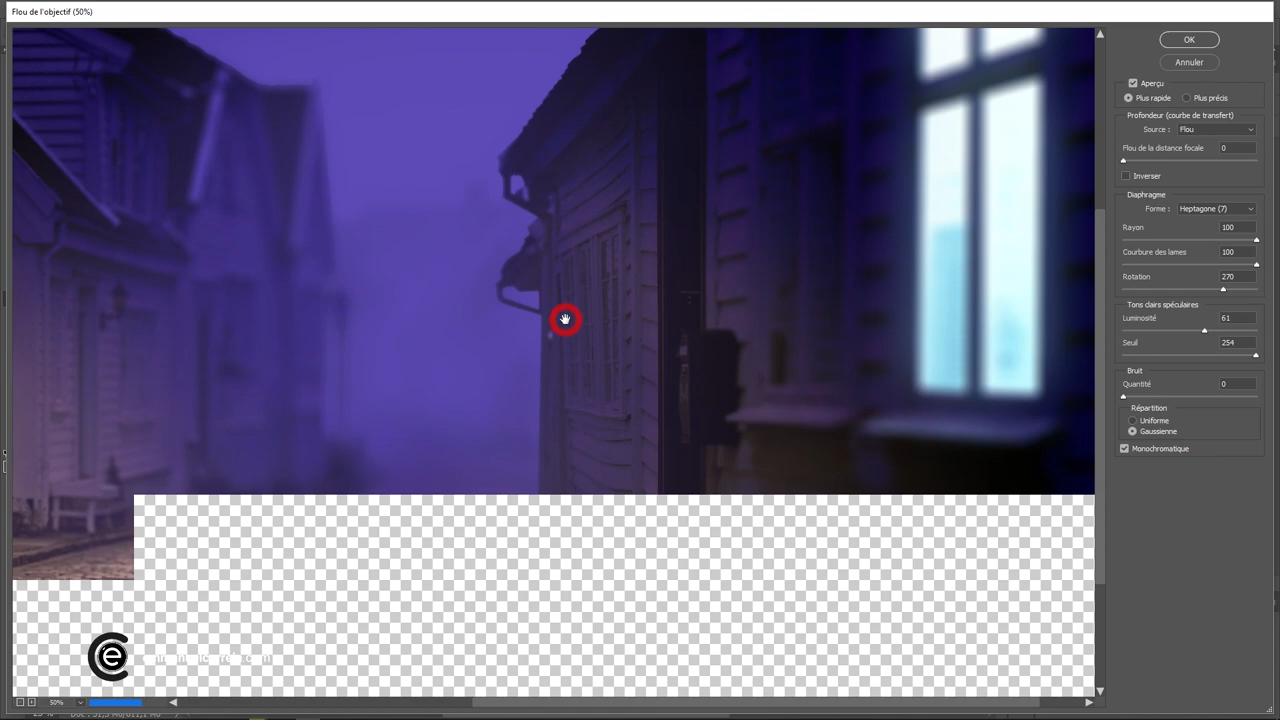 Flou de l'objectif (50%)
OK
Annuler
Aperçu
Plus rapide
Plus précis
Profondeur (courbe de transfert)
Source : Flou
Flou de la distance focale 0
Inverser
Diaphragme
Forme : Heptagone (7)
Rayon 100
Courbure des lames 100
Rotation 270
Tons clairs spéculaires
Luminosité 61
Seuil 254
Bruit
Quantité 0
Répartition
Uniforme
Gaussienne
Monochromatique
50%